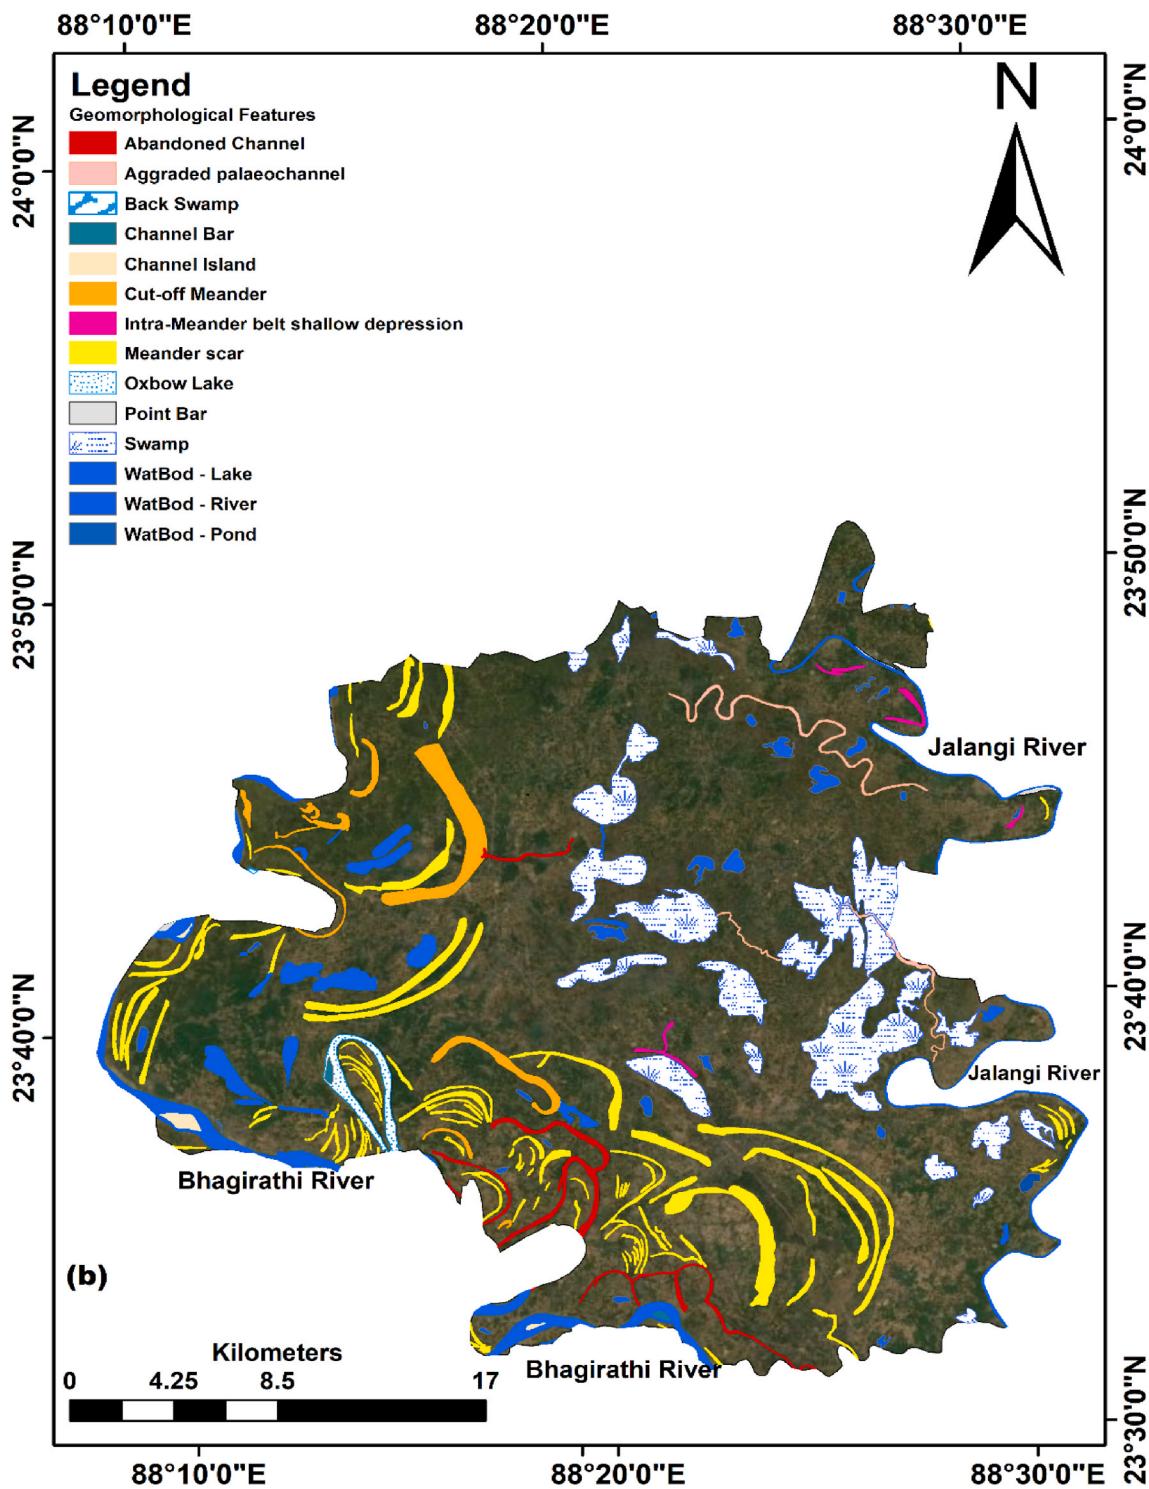 88°10'0"E 88°20'0"E 88°30'0"E
Legend
Geomorphological Features
Abandoned Channel
Aggraded palaeochannel
Back Swamp
Channel Bar
Channel Island
Cut-off Meander
Intra-Meander belt shallow depression
Meander scar
Oxbow Lake
Point Bar
Swamp
WatBod - Lake
WatBod - River
WatBod - Pond
N
24°0'0"N
24°0'0"N
23°50'0"N
23°50'0"N
Jalangi River
23°40'0"N
23°40'0"N
Jalangi River
Bhagirathi River
(b)
Kilometers
0 4.25 8.5 17
Bhagirathi River
23°30'0"N
88°10'0"E 88°20'0"E 88°30'0"E